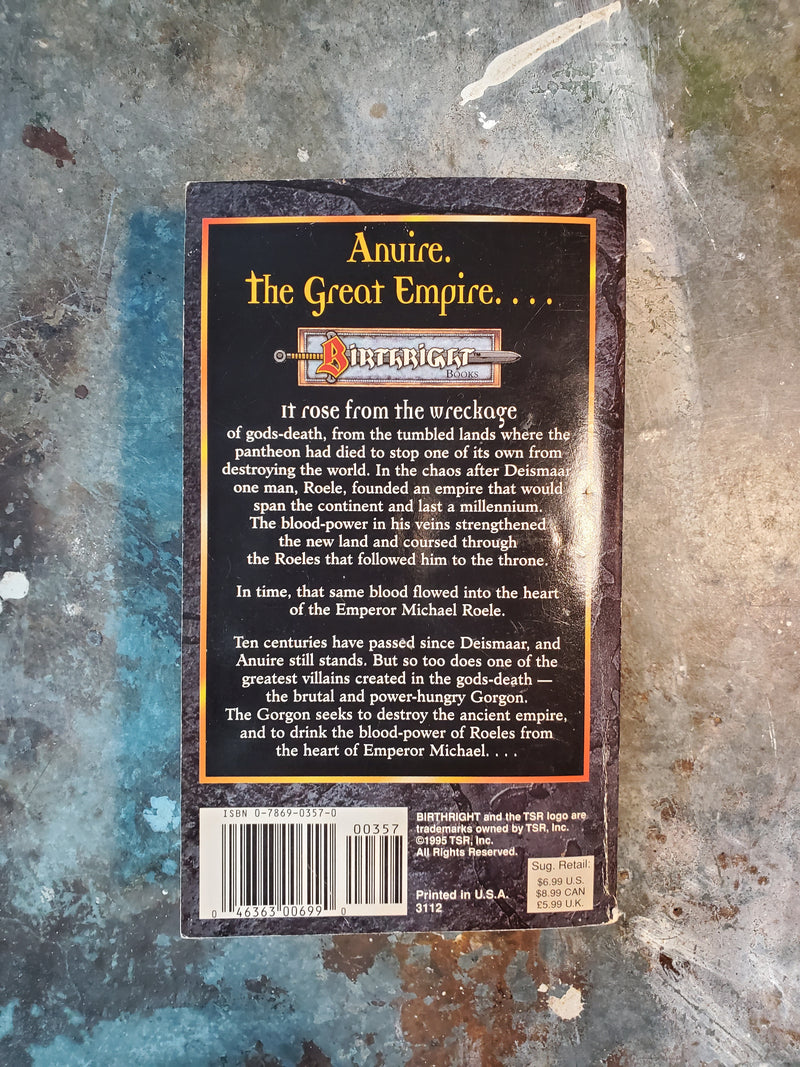 Anuire.
The Great Empire. . . .
BIRTHRIGHT
BOOKS
It rose from the wreckage
of gods-death, from the tumbled lands where the
pantheon had died to stop one of its own from
destroying the world. In the chaos after Deismaar
one man, Roele, founded an empire that would
span the continent and last a millennium.
The blood-power in his veins strengthened
the new land and coursed through
the Roeles that followed him to the throne.
In time, that same blood flowed into the heart
of the Emperor Michael Roele.
Ten centuries have passed since Deismaar, and
Anuire still stands. But so too does one of the
greatest villains created in the gods-death —
the brutal and power-hungry Gorgon.
The Gorgon seeks to destroy the ancient empire,
and to drink the blood-power of Roeles from
the heart of Emperor Michael. . . .
ISBN 0-7869-0357-0
00357
0 46363 00699 0
BIRTHRIGHT and the TSR logo are
trademarks owned by TSR, Inc.
©1995 TSR, Inc.
All Rights Reserved.
Printed in U.S.A.
3112
Sug. Retail:
$6.99 U.S.
$8.99 CAN
£5.99 U.K.